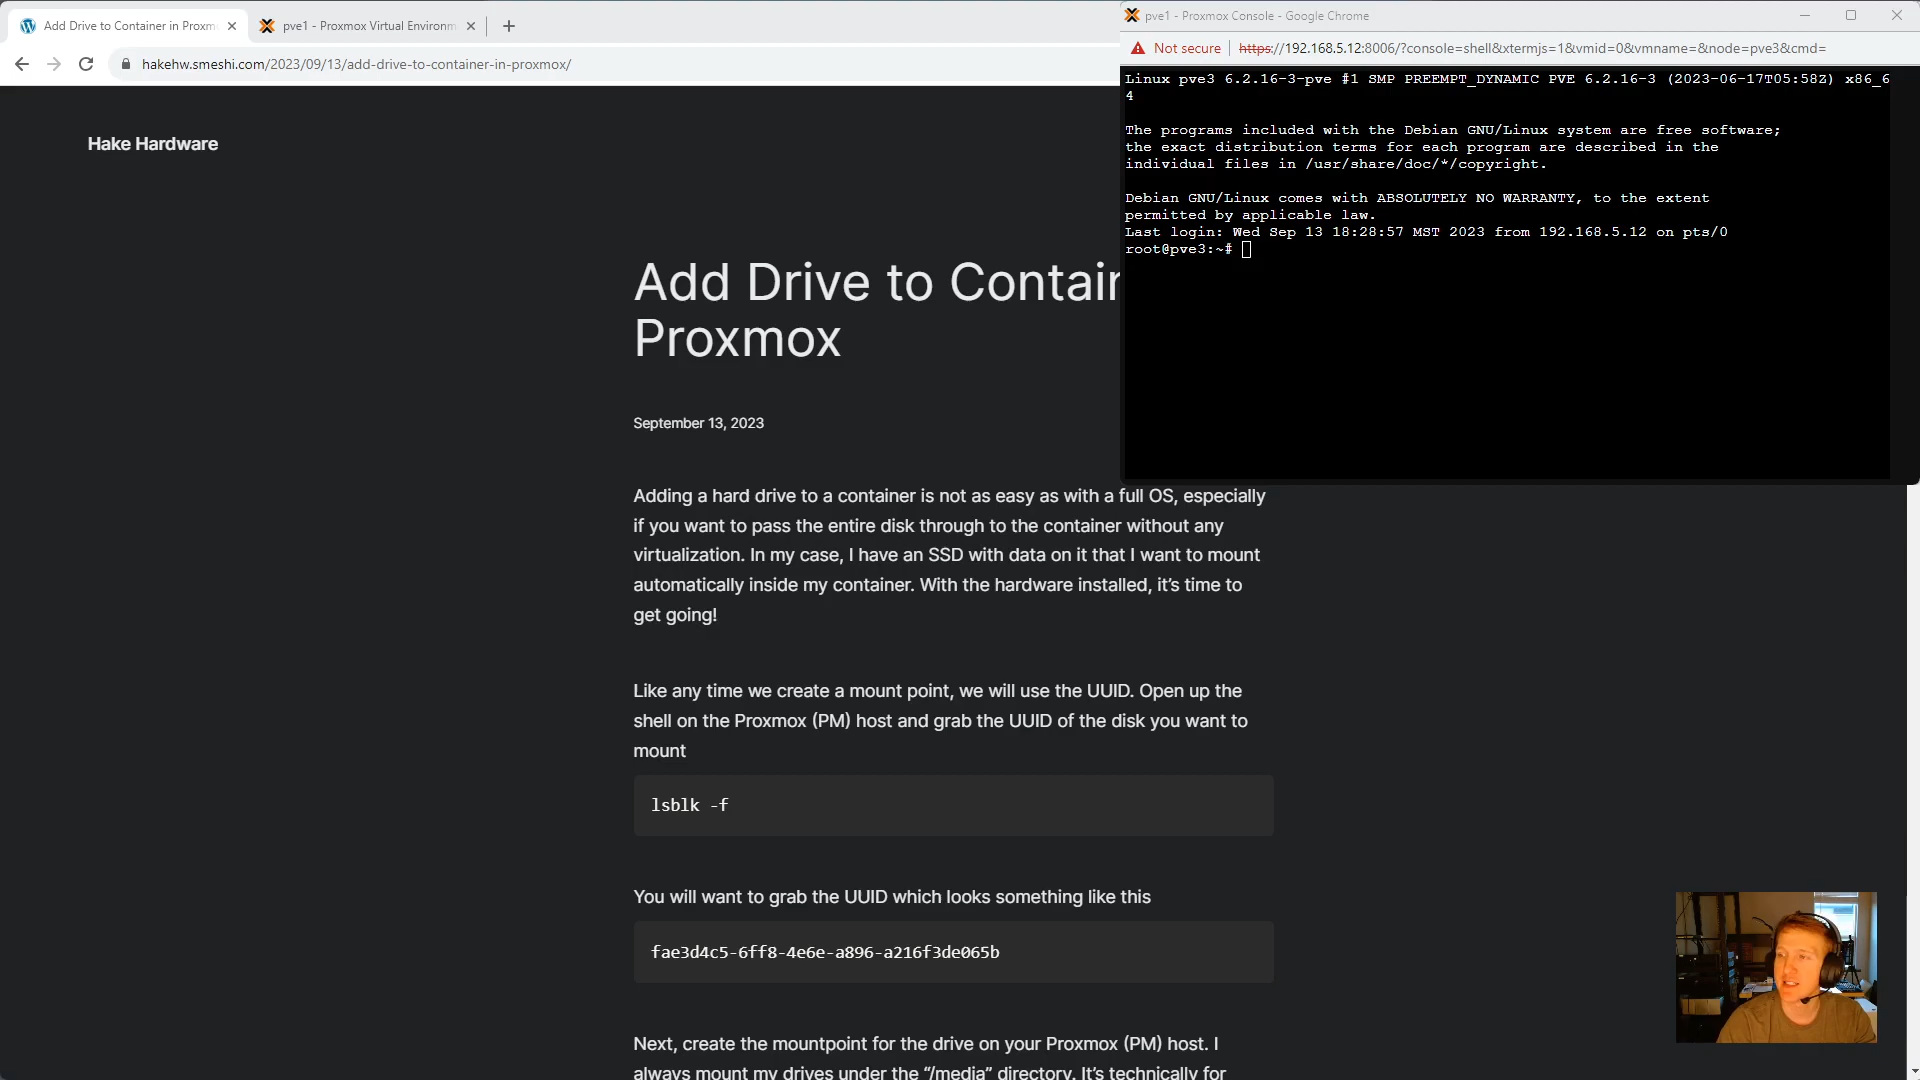 Add Drive to Container in Proxm
pve1 - Proxmox Virtual Environm
hakehw.smeshi.com/2023/09/13/add-drive-to-container-in-proxmox/
pve1 - Proxmox Console - Google Chrome
Not secure
https://192.168.5.12:8006/?console=shell&xtermjs=1&vmid=0&vmname=&node=pve3&cmd=
Linux pve3 6.2.16-3-pve #1 SMP PREEMPT_DYNAMIC PVE 6.2.16-3 (2023-06-17T05:58Z) x86_6
4
The programs included with the Debian GNU/Linux system are free software;
the exact distribution terms for each program are described in the
individual files in /usr/share/doc/*/copyright.
Debian GNU/Linux comes with ABSOLUTELY NO WARRANTY, to the extent
permitted by applicable law.
Last login: Wed Sep 13 18:28:57 MST 2023 from 192.168.5.12 on pts/0
root@pve3:~#
Hake Hardware
Add Drive to Contain
Proxmox
September 13, 2023
Adding a hard drive to a container is not as easy as with a full OS, especially
if you want to pass the entire disk through to the container without any
virtualization. In my case, I have an SSD with data on it that I want to mount
automatically inside my container. With the hardware installed, it’s time to
get going!
Like any time we create a mount point, we will use the UUID. Open up the
shell on the Proxmox (PM) host and grab the UUID of the disk you want to
mount
lsblk -f
You will want to grab the UUID which looks something like this
fae3d4c5-6ff8-4e6e-a896-a216f3de065b
Next, create the mountpoint for the drive on your Proxmox (PM) host. I
always mount my drives under the “/media” directory. It’s technically for